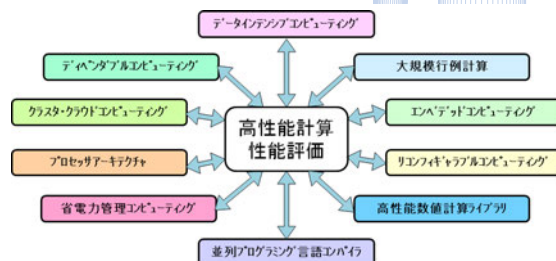 データインテンシブコンピューティング
ディペンダブルコンピューティング
大規模行例計算
クラスタ・クラウドコンピューティング
エンベデッドコンピューティング
高性能計算
性能評価
プロセッサアーキテクチャ
リコンフィギャラブルコンピューティング
省電力管理コンピューティング
高性能数値計算ライブラリ
並列プログラミング言語コンパイラ